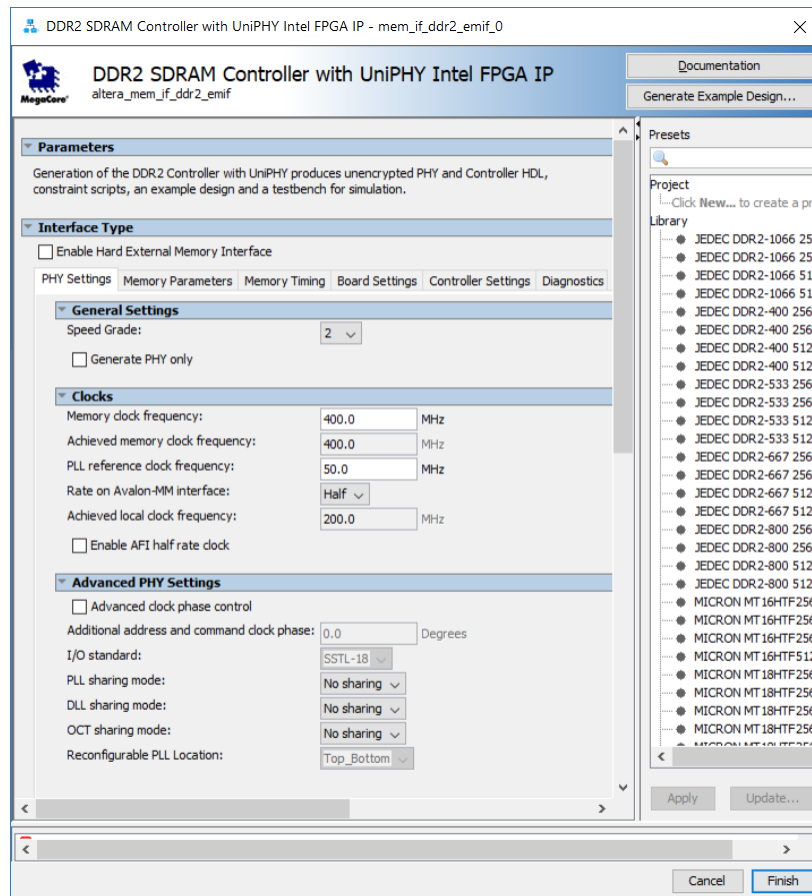 DDR2 SDRAM Controller with UniPHY Intel FPGA IP - mem_if_ddr2_emif_0
MegaCore®
DDR2 SDRAM Controller with UniPHY Intel FPGA IP
altera_mem_if_ddr2_emif
Documentation
Generate Example Design...
Parameters
Generation of the DDR2 Controller with UniPHY produces unencrypted PHY and Controller HDL,
constraint scripts, an example design and a testbench for simulation.
Interface Type
Enable Hard External Memory Interface
PHY Settings Memory Parameters Memory Timing Board Settings Controller Settings Diagnostics
General Settings
Speed Grade: 2
Generate PHY only
Clocks
Memory clock frequency: 400.0 MHz
Achieved memory clock frequency: 400.0 MHz
PLL reference clock frequency: 50.0 MHz
Rate on Avalon-MM interface: Half
Achieved local clock frequency: 200.0 MHz
Enable AFI half rate clock
Advanced PHY Settings
Advanced clock phase control
Additional address and command clock phase: 0.0 Degrees
I/O standard: SSTL-18
PLL sharing mode: No sharing
DLL sharing mode: No sharing
OCT sharing mode: No sharing
Reconfigurable PLL Location: Top_Bottom
Presets
Project
Click New... to create a pr
Library
JEDEC DDR2-1066 25
JEDEC DDR2-1066 25
JEDEC DDR2-1066 51
JEDEC DDR2-1066 51
JEDEC DDR2-400 256
JEDEC DDR2-400 256
JEDEC DDR2-400 512
JEDEC DDR2-400 512
JEDEC DDR2-533 256
JEDEC DDR2-533 256
JEDEC DDR2-533 512
JEDEC DDR2-533 512
JEDEC DDR2-667 256
JEDEC DDR2-667 256
JEDEC DDR2-667 512
JEDEC DDR2-667 512
JEDEC DDR2-800 256
JEDEC DDR2-800 256
JEDEC DDR2-800 512
JEDEC DDR2-800 512
MICRON MT16HTF256
MICRON MT16HTF256
MICRON MT16HTF256
MICRON MT16HTF512
MICRON MT18HTF256
MICRON MT18HTF256
MICRON MT18HTF256
MICRON MT18HTF256
Apply Update...
Cancel Finish